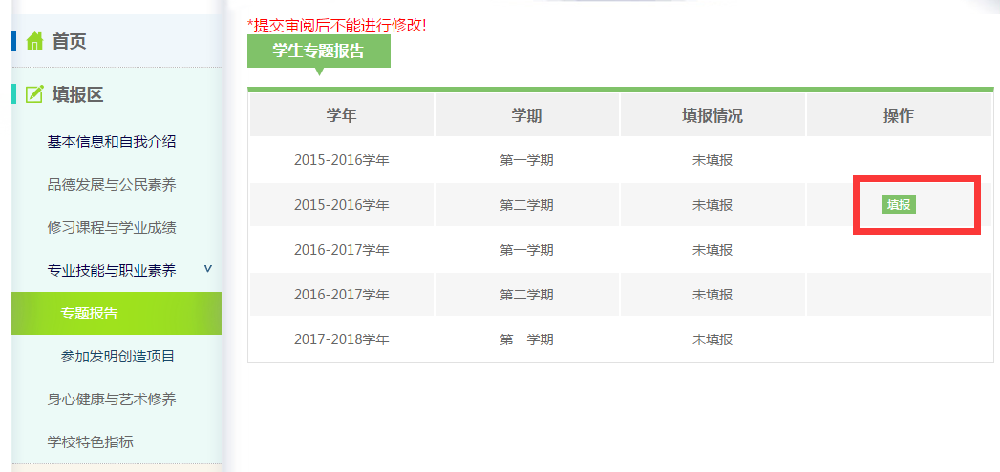 首页
填报区
基本信息和自我介绍
品德发展与公民素养
修习课程与学业成绩
专业技能与职业素养 v
专题报告
参加发明创造项目
身心健康与艺术修养
学校特色指标
*提交审阅后不能进行修改!
学生专题报告
学年 学期 填报情况 操作
2015-2016学年 第一学期 未填报
2015-2016学年 第二学期 未填报 填报
2016-2017学年 第一学期 未填报
2016-2017学年 第二学期 未填报
2017-2018学年 第一学期 未填报